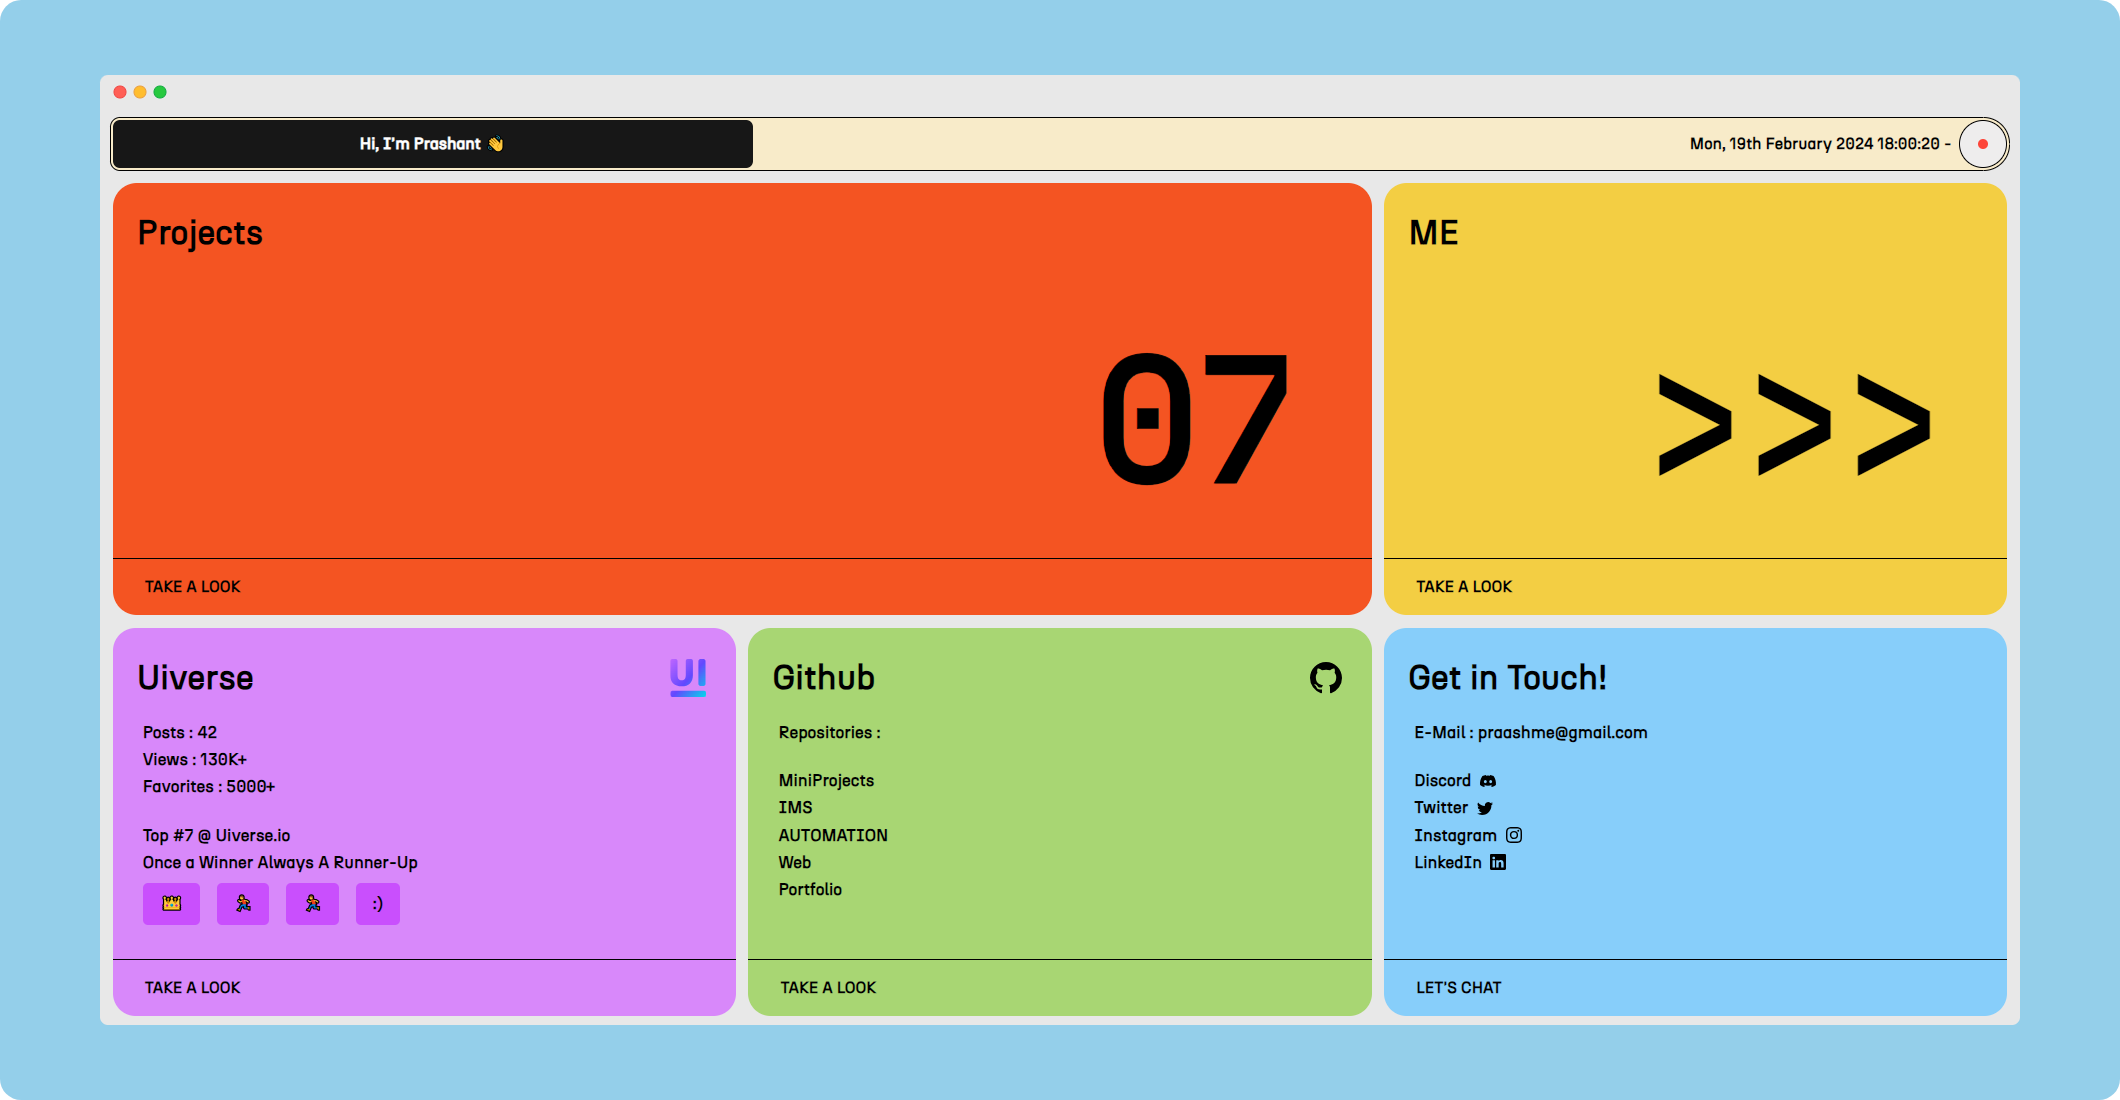 Hi, I'm Prashant 👋
Mon, 19th February 2024 18:00:20 -
Projects
07
TAKE A LOOK
ME
>>>
TAKE A LOOK
Uiverse
UI
Posts : 42
Views : 130K+
Favorites : 5000+
Top #7 @ Uiverse.io
Once a Winner Always A Runner-Up
:)
TAKE A LOOK
Github
Repositories :
MiniProjects
IMS
AUTOMATION
Web
Portfolio
TAKE A LOOK
Get in Touch!
E-Mail : praashme@gmail.com
Discord
Twitter
Instagram
LinkedIn in
LET'S CHAT